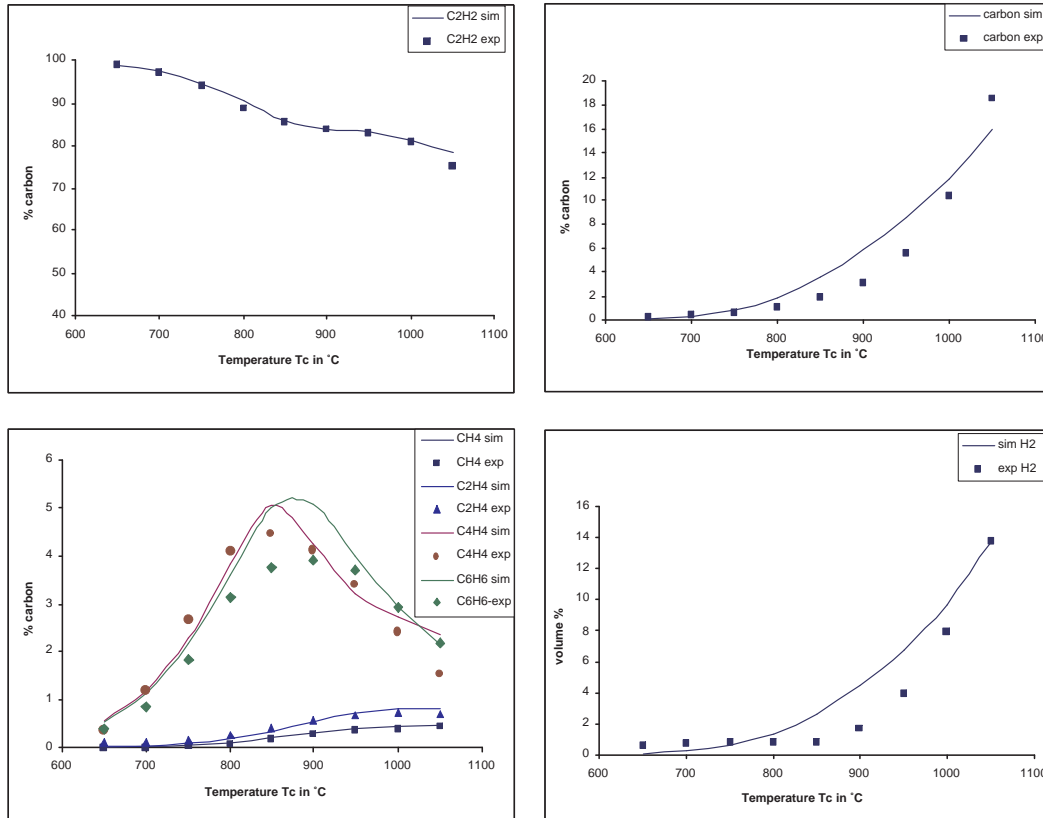 C2H2 sim
C2H2 exp
100
90
80
70
60
50
40
% carbon
600 700 800 900 1000 1100
Temperature Tc in °C
carbon sim
carbon exp
20
18
16
14
12
10
8
6
4
2
0
% carbon
600 700 800 900 1000 1100
Temperature Tc in °C
CH4 sim
CH4 exp
C2H4 sim
C2H4 exp
C4H4 sim
C4H4 exp
C6H6 sim
C6H6-exp
6
5
4
3
2
1
0
% carbon
600 700 800 900 1000 1100
Temperature Tc in °C
sim H2
exp H2
16
14
12
10
8
6
4
2
0
volume %
600 700 800 900 1000 1100
Temperature Tc in °C